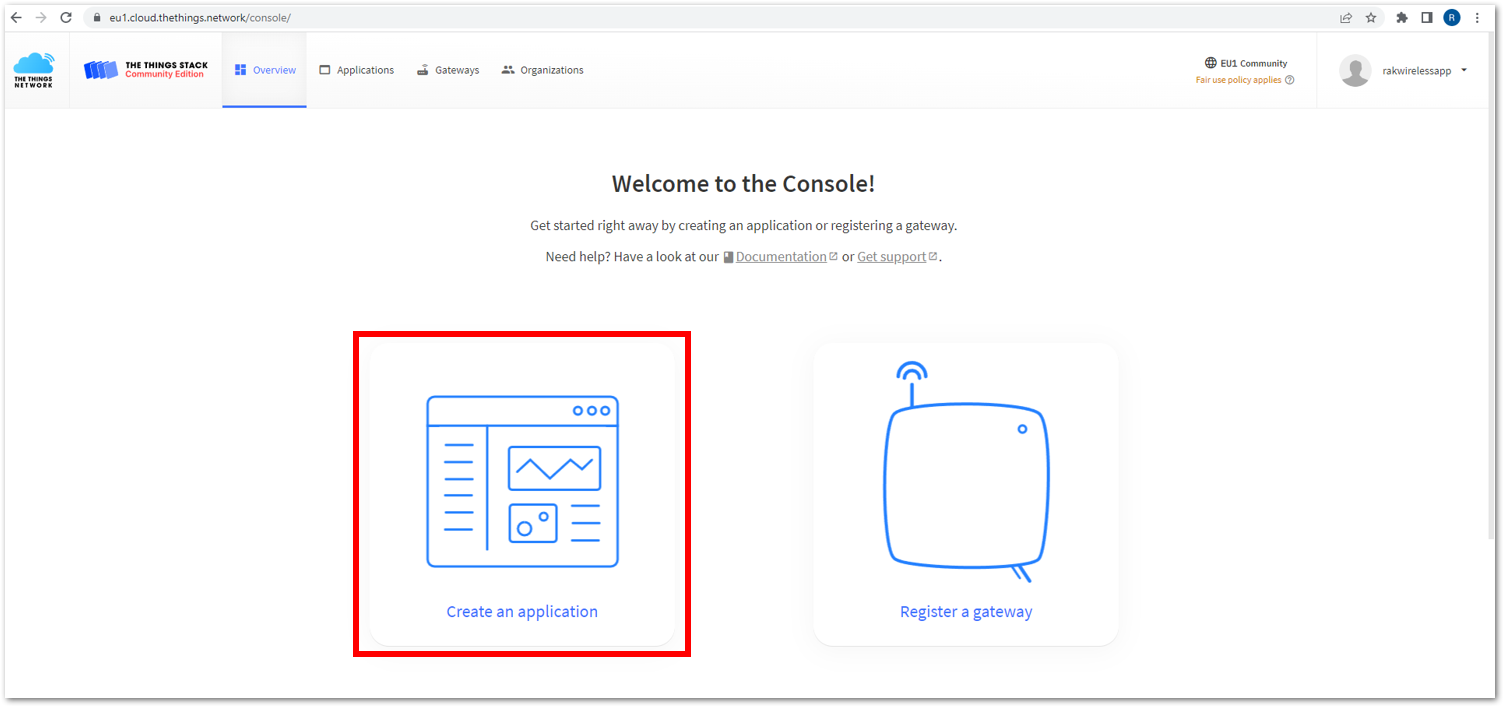 eu1.cloud.thethings.network/console/
R
THE THINGS
NETWORK
THE THINGS STACK
Community Edition
Overview
Applications
Gateways
Organizations
EU1 Community
Fair use policy applies
rakwirelessapp
Welcome to the Console!
Get started right away by creating an application or registering a gateway.
Need help? Have a look at our Documentation or Get support.
Create an application
Register a gateway